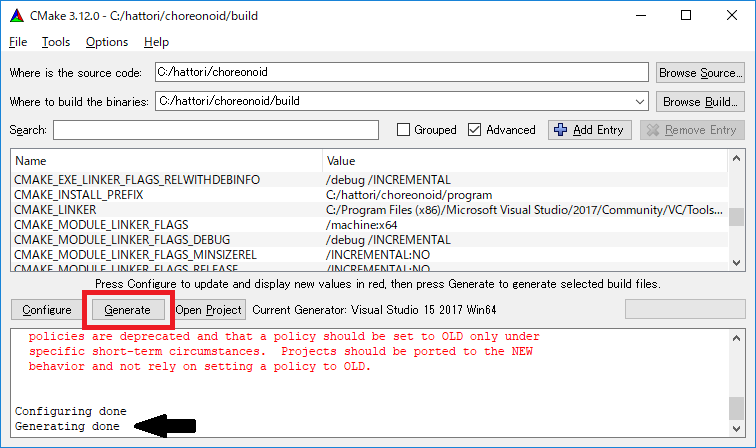 CMake 3.12.0 - C:/hattori/choreonoid/build
File Tools Options Help
Where is the source code: C:/hattori/choreonoid Browse Source...
Where to build the binaries: C:/hattori/choreonoid/build Browse Build...
Search: Grouped Advanced Add Entry Remove Entry
Name Value
CMAKE_EXE_LINKER_FLAGS_RELWITHDEBINFO /debug /INCREMENTAL
CMAKE_INSTALL_PREFIX C:/hattori/choreonoid/program
CMAKE_LINKER C:/Program Files (x86)/Microsoft Visual Studio/2017/Community/VC/Tools...
CMAKE_MODULE_LINKER_FLAGS /machine:x64
CMAKE_MODULE_LINKER_FLAGS_DEBUG /debug /INCREMENTAL
CMAKE_MODULE_LINKER_FLAGS_MINSIZEREL /INCREMENTAL:NO
CMAKE_MODULE_LINKER_FLAGS_RELEASE /INCREMENTAL:NO
Press Configure to update and display new values in red, then press Generate to generate selected build files.
Configure Generate Open Project Current Generator: Visual Studio 15 2017 Win64
policies are deprecated and that a policy should be set to OLD only under
specific short-term circumstances. Projects should be ported to the NEW
behavior and not rely on setting a policy to OLD.
Configuring done
Generating done